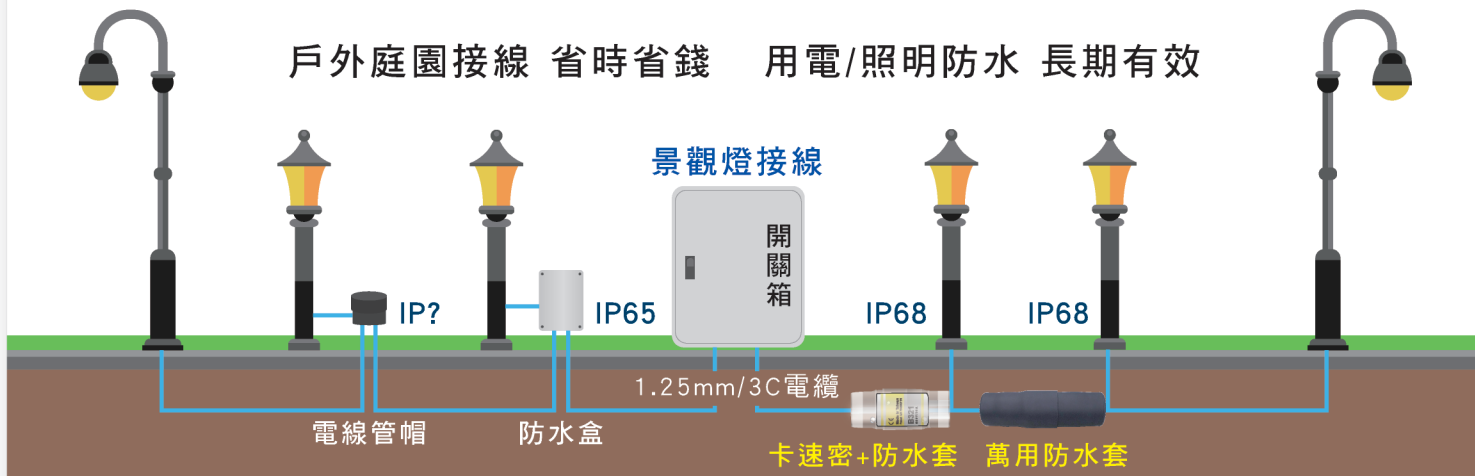 戶外庭園接線 省時省錢 用電/照明防水 長期有效
景觀燈接線
開關箱
IP?
IP65
IP68
IP68
1.25mm/3C電纜
電線管帽
防水盒
卡速密+防水套
萬用防水套